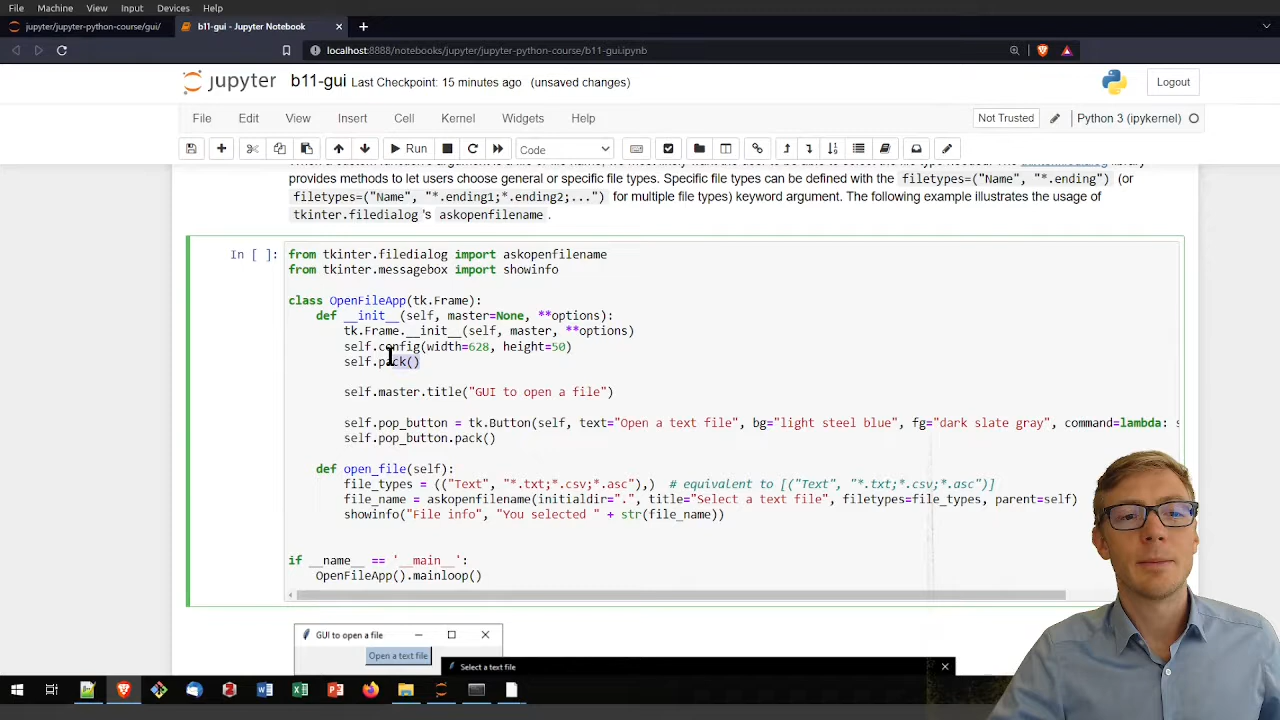 File Machine View Input Devices Help
jupyter/jupyter-python-course/gui/
b11-gui - Jupyter Notebook
localhost:8888/notebooks/jupyter/jupyter-python-course/b11-gui.ipynb
jupyter b11-gui Last Checkpoint: 15 minutes ago (unsaved changes)
Logout
File Edit View Insert Cell Kernel Widgets Help
Not Trusted
Python 3 (ipykernel)
Run
Code
provides methods to let users choose general or specific file types. Specific file types can be defined with the filetypes=("Name", "*.ending") (or
filetypes=("Name", "*.ending1;*.ending2;...") for multiple file types) keyword argument. The following example illustrates the usage of
tkinter.filedialog 's askopenfilename .
In [ ]:
from tkinter.filedialog import askopenfilename
from tkinter.messagebox import showinfo
class OpenFileApp(tk.Frame):
def __init__(self, master=None, **options):
tk.Frame.__init__(self, master, **options)
self.config(width=628, height=50)
self.pack()
self.master.title("GUI to open a file")
self.pop_button = tk.Button(self, text="Open a text file", bg="light steel blue", fg="dark slate gray", command=lambda: s
self.pop_button.pack()
def open_file(self):
file_types = (("Text", "*.txt;*.csv;*.asc"),) # equivalent to [("Text", "*.txt;*.csv;*.asc")]
file_name = askopenfilename(initialdir=".", title="Select a text file", filetypes=file_types, parent=self)
showinfo("File info", "You selected " + str(file_name))
if __name__ == '__main__':
OpenFileApp().mainloop()
GUI to open a file
Open a text file
Select a text file